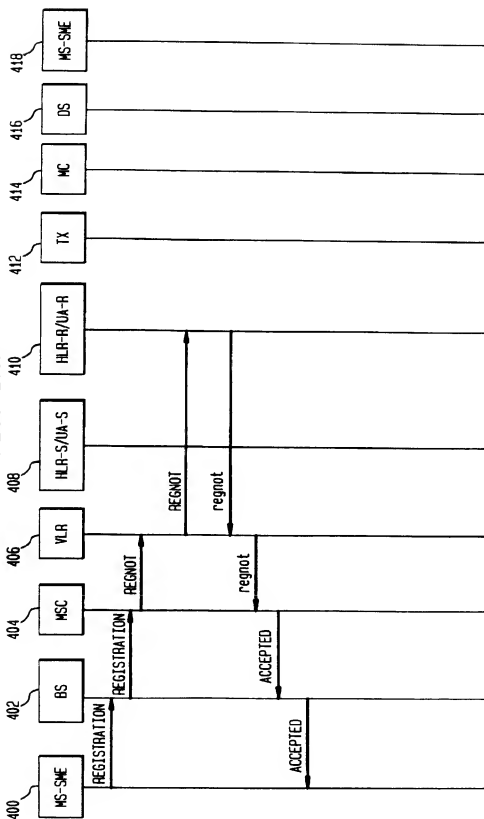 400
MS-SME
402
BS
404
MSC
406
VLR
408
HLR-S/UA-S
410
HLR-R/UA-R
412
TX
414
MC
416
DS
418
MS-SME
REGISTRATION
REGISTRATION
REGNOT
REGNOT
regnot
regnot
ACCEPTED
ACCEPTED